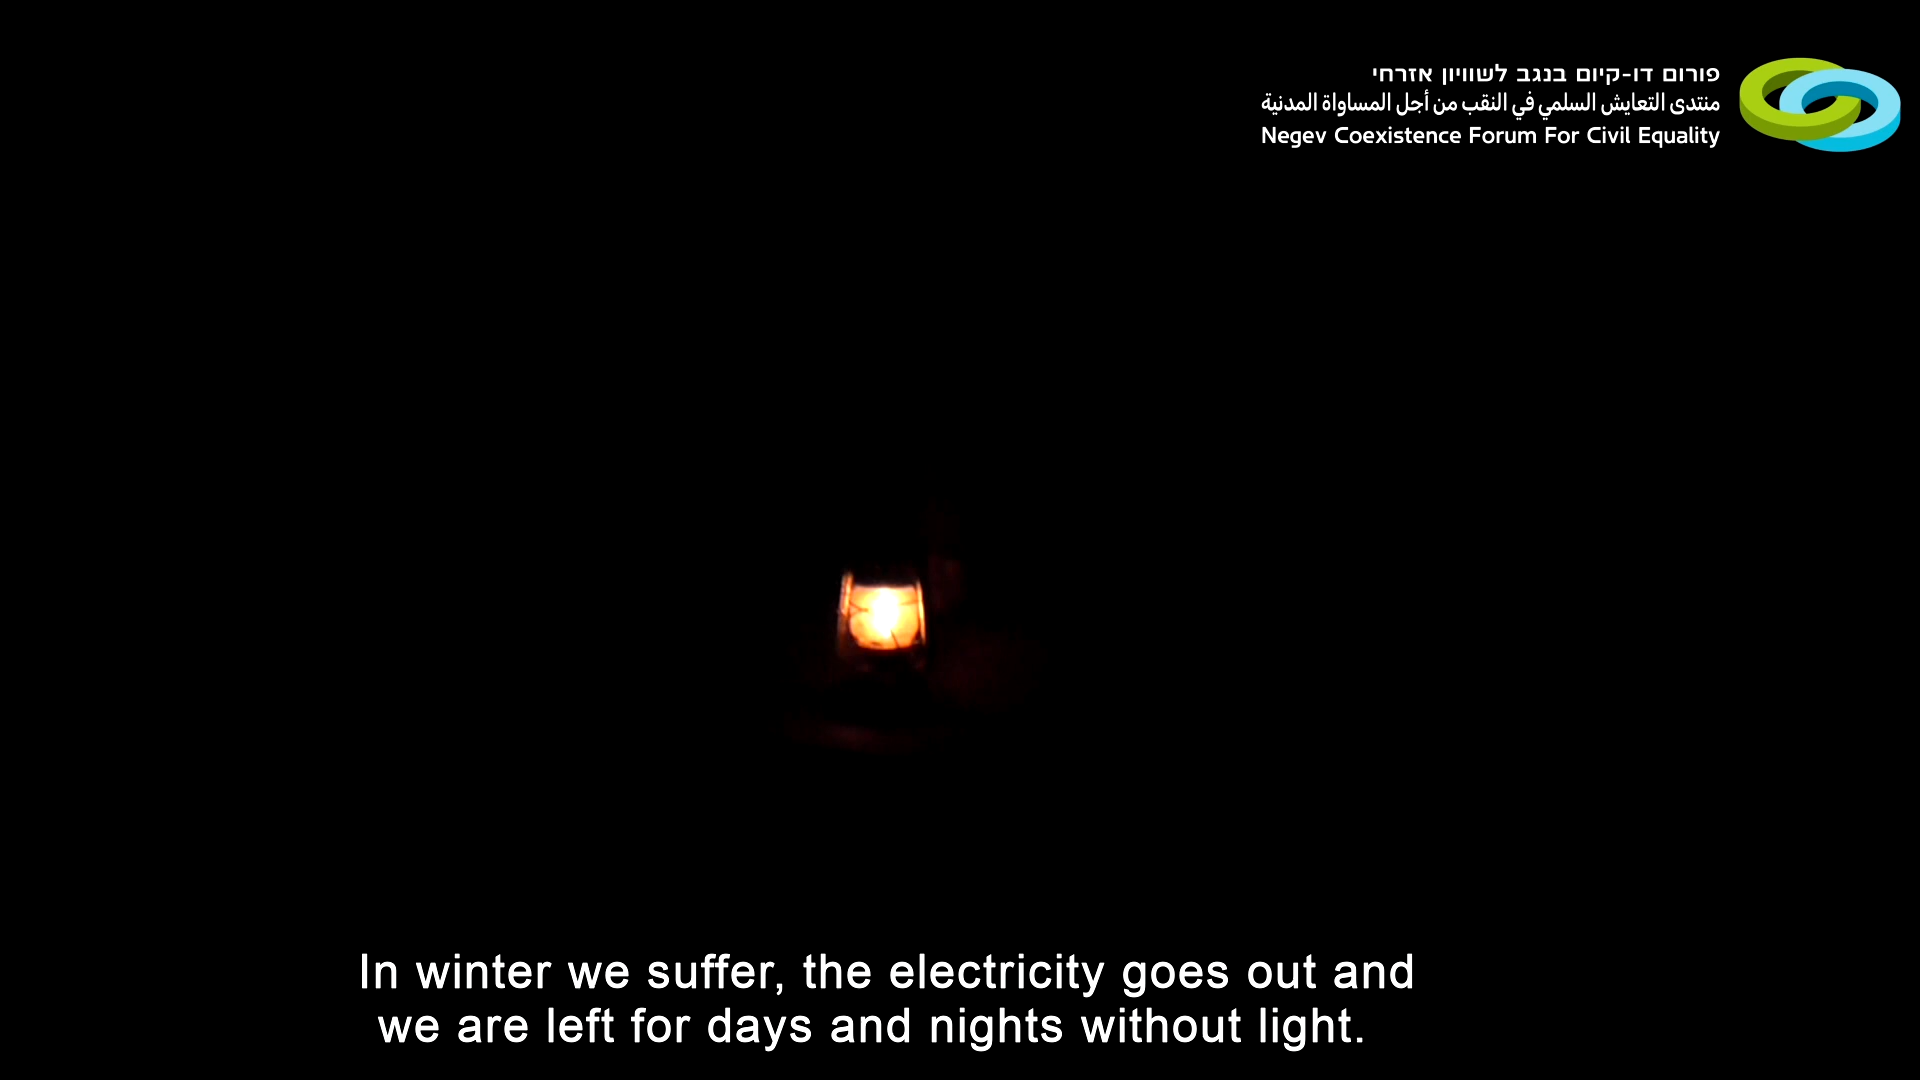 פורום דו-קיום בנגב לשוויון אזרחי
منتدى التعايش السلمي في النقب من أجل المساواة المدنية
Negev Coexistence Forum For Civil Equality
In winter we suffer, the electricity goes out and
we are left for days and nights without light.